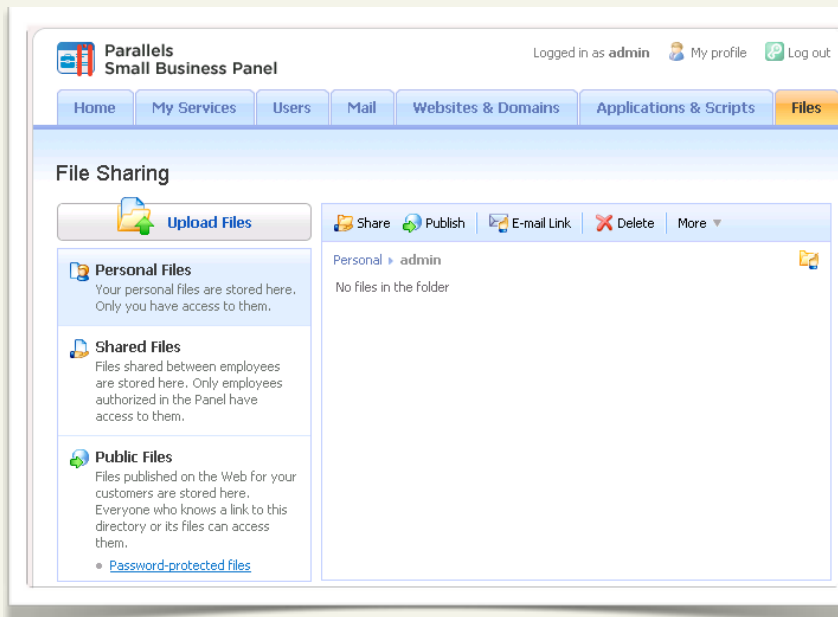 Parallels
Small Business Panel
Logged in as admin My profile Log out
Home My Services Users Mail Websites & Domains Applications & Scripts Files
File Sharing
Upload Files
Share Publish E-mail Link Delete More
Personal admin
No files in the folder
Personal Files
Your personal files are stored here.
Only you have access to them.
Shared Files
Files shared between employees
are stored here. Only employees
authorized in the Panel have
access to them.
Public Files
Files published on the Web for your
customers are stored here.
Everyone who knows a link to this
directory or its files can access
them.
Password-protected files